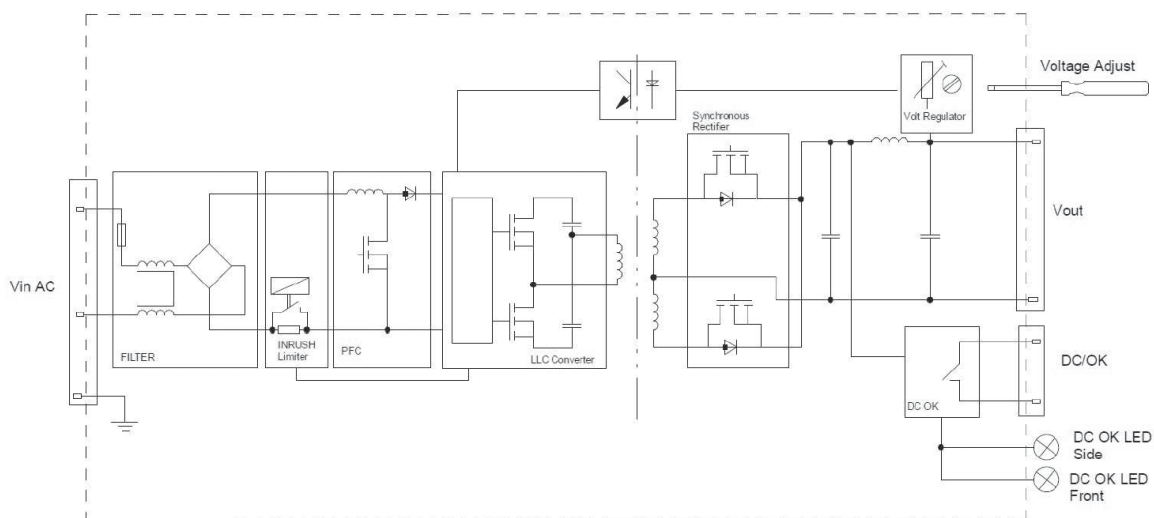 Voltage Adjust
Volt Regulator
Synchronous
Rectifier
Vout
Vin AC
FILTER
INRUSH
Limiter
PFC
LLC Converter
DC/OK
DC OK
DC OK LED
Side
DC OK LED
Front